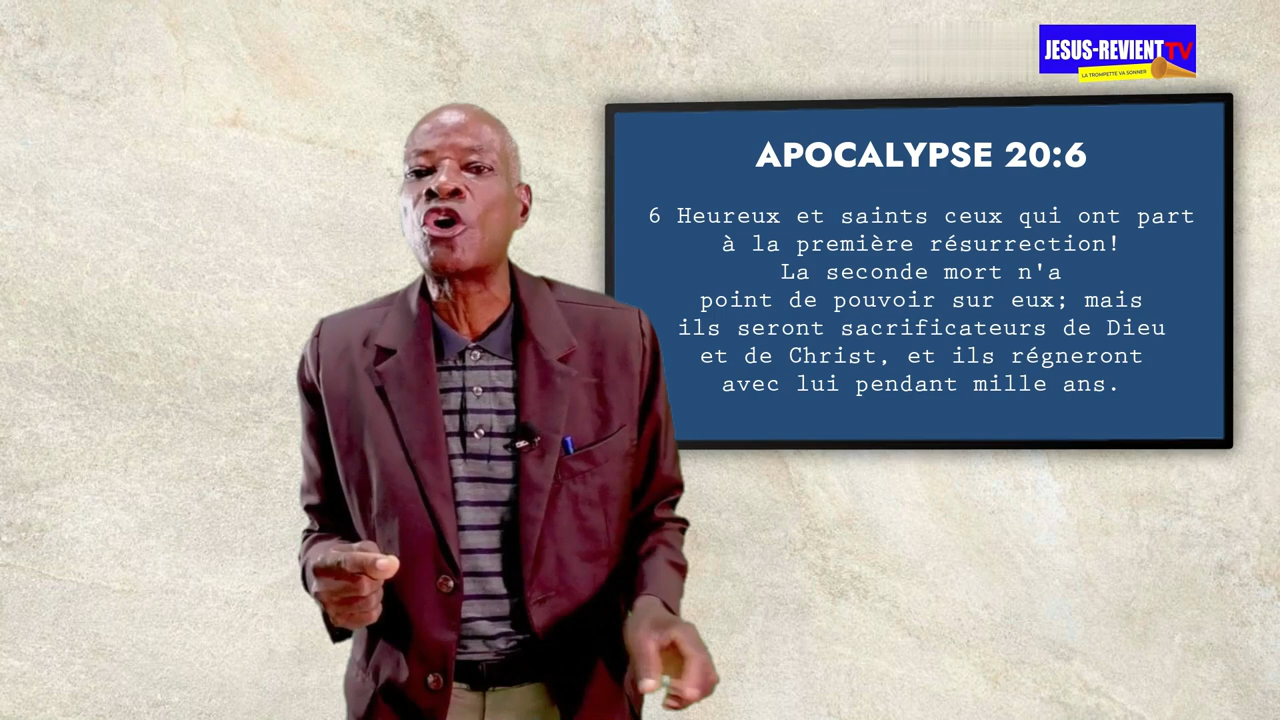 JESUS-REVIENT TV
LA TROMPETTE VA SONNER
APOCALYPSE 20:6
6 Heureux et saints ceux qui ont part
à la première résurrection!
La seconde mort n'a
point de pouvoir sur eux; mais
ils seront sacrificateurs de Dieu
et de Christ, et ils régneront
avec lui pendant mille ans.